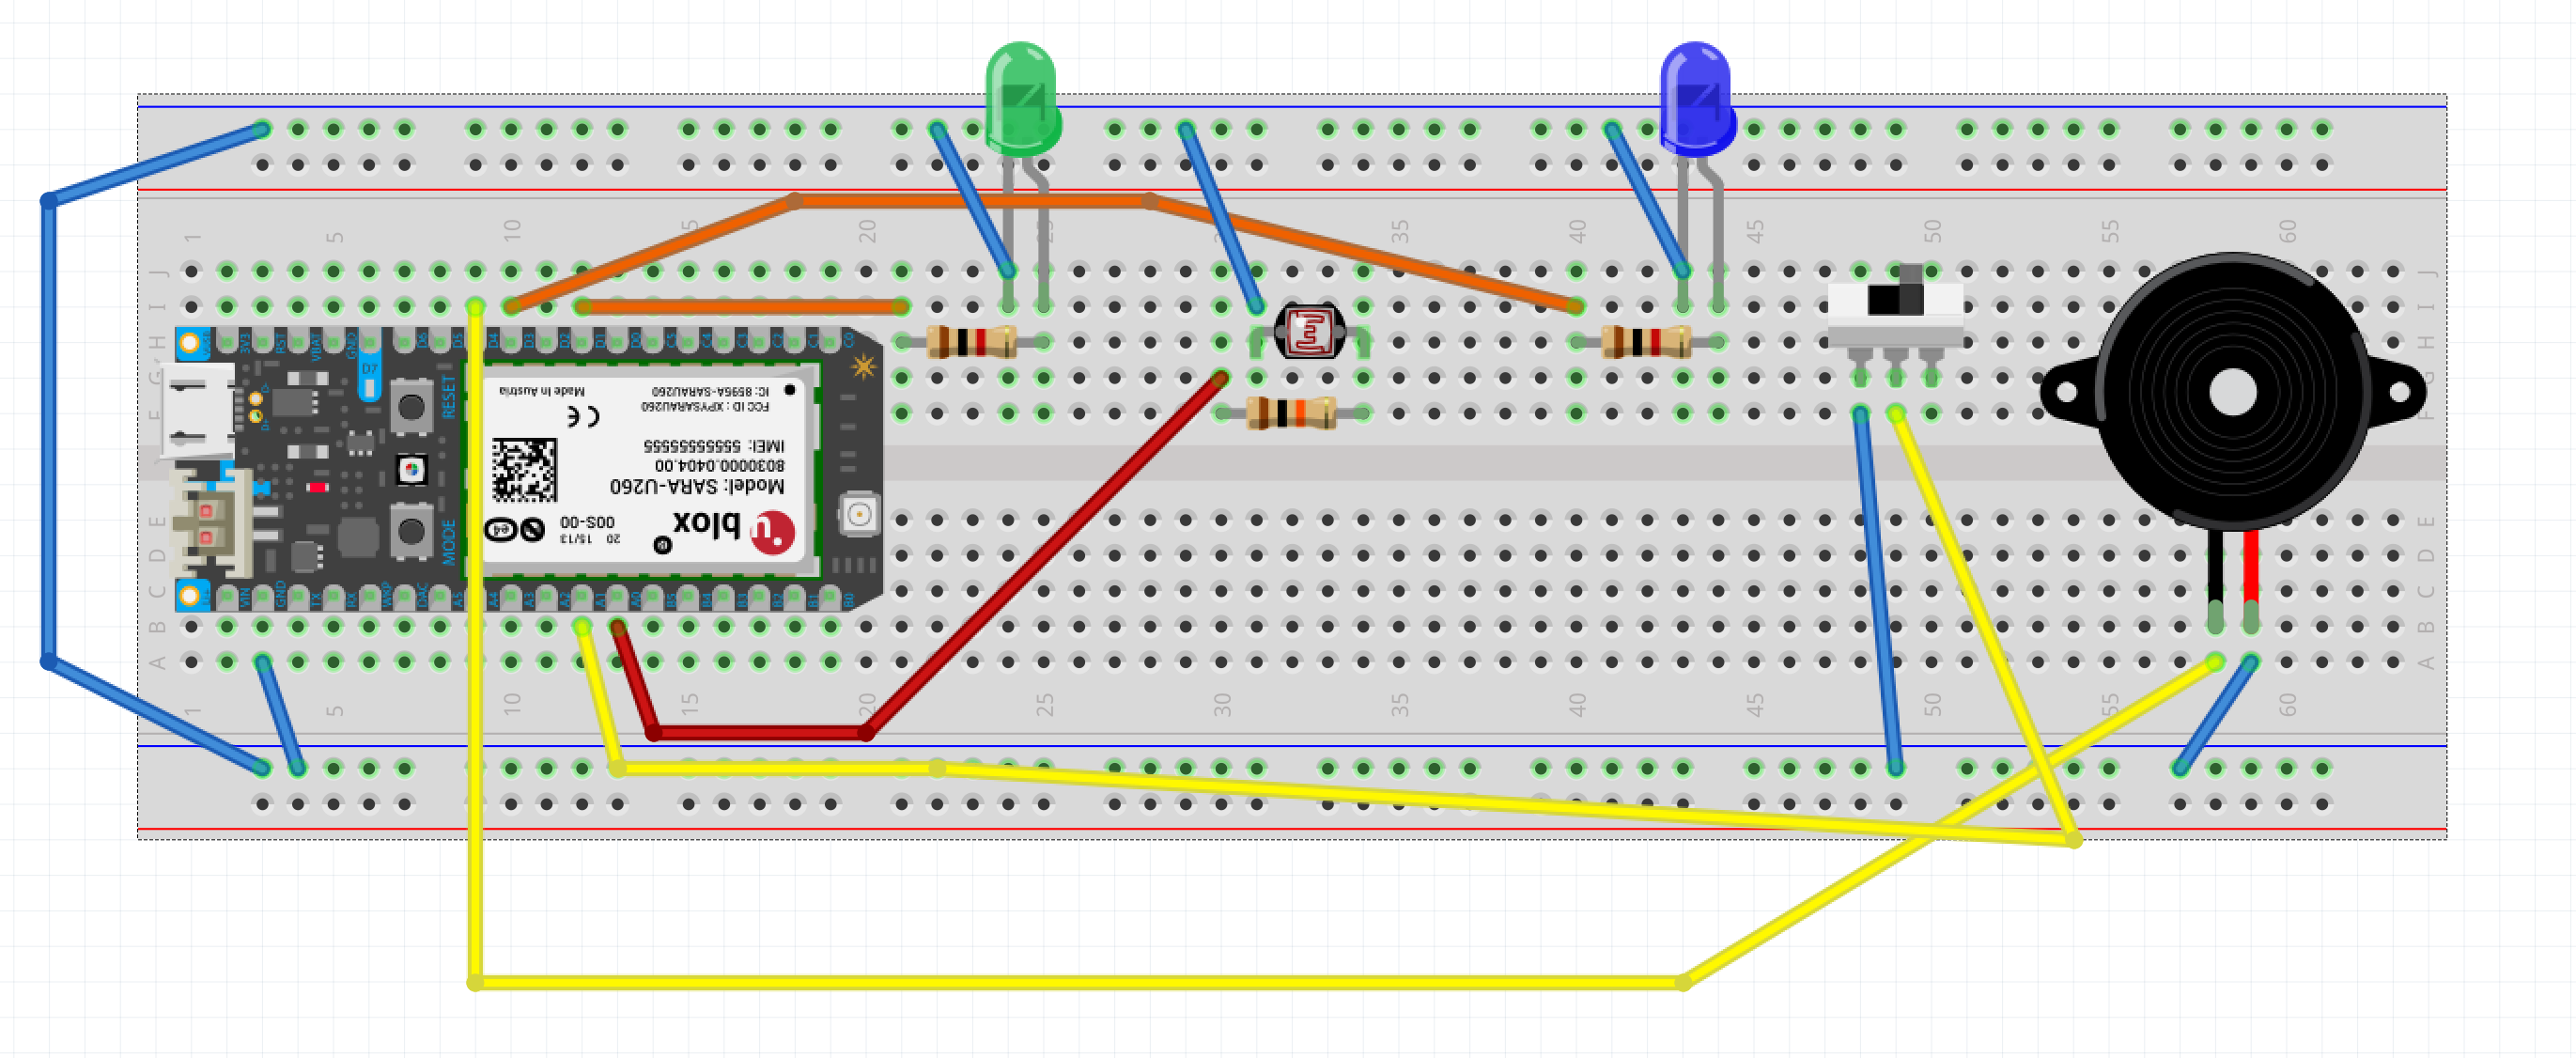 1 5 10 15 20 25 30 35 40 45 50 55 60
J J
I I
H H
G G
F F
3V3 RST VBAT GND D6 D5 D4 D3 D2 D1 D0 C5 C4 C3 C2 C1 C0
D7
RESET
Made in Austria
IC: 8595A-SARAU260
FCC ID : XPYSARAU260
CE
IMEI: 5555555555555555
8030000.0404.00
Model: SARA-U260
e4
00S-00
15/13
20
u blox
MODE
E E
D D
C C
VIN GND TX RX WKP DAC A5 A4 A3 A2 A1 A0 B5 B4 B3 B2 B1 B0
B B
A A
1 5 10 15 20 25 30 35 40 45 50 55 60